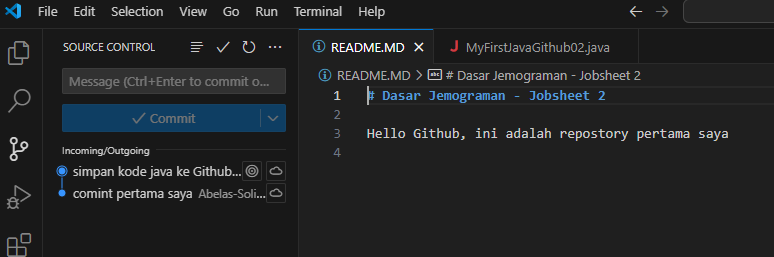 File Edit Selection View Go Run Terminal Help
SOURCE CONTROL
Message (Ctrl+Enter to commit o...
Commit
Incoming/Outgoing
simpan kode java ke Github...
comint pertama saya Abelas-Soli...
README.MD
J MyFirstJavaGithub02.java
README.MD > abc # Dasar Jemograman - Jobsheet 2
1 # Dasar Jemograman - Jobsheet 2
2
3 Hello Github, ini adalah repostory pertama saya
4